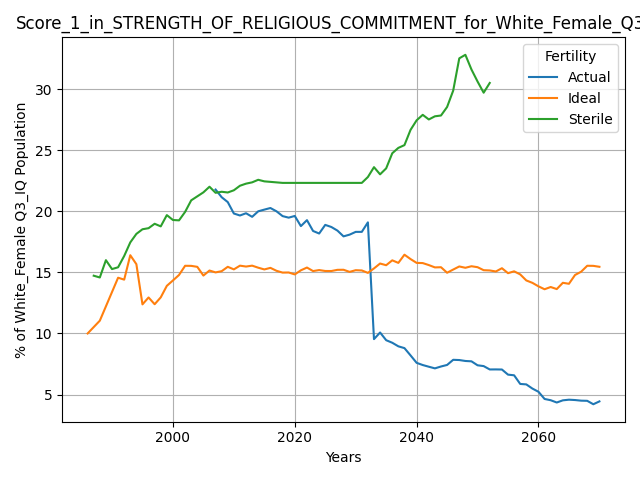 Score_1_in_STRENGTH_OF_RELIGIOUS_COMMITMENT_for_White_Female_Q3
Fertility
Actual
Ideal
Sterile
% of White_Female Q3_IQ Population
30
25
20
15
10
5
2000 2020 2040 2060
Years